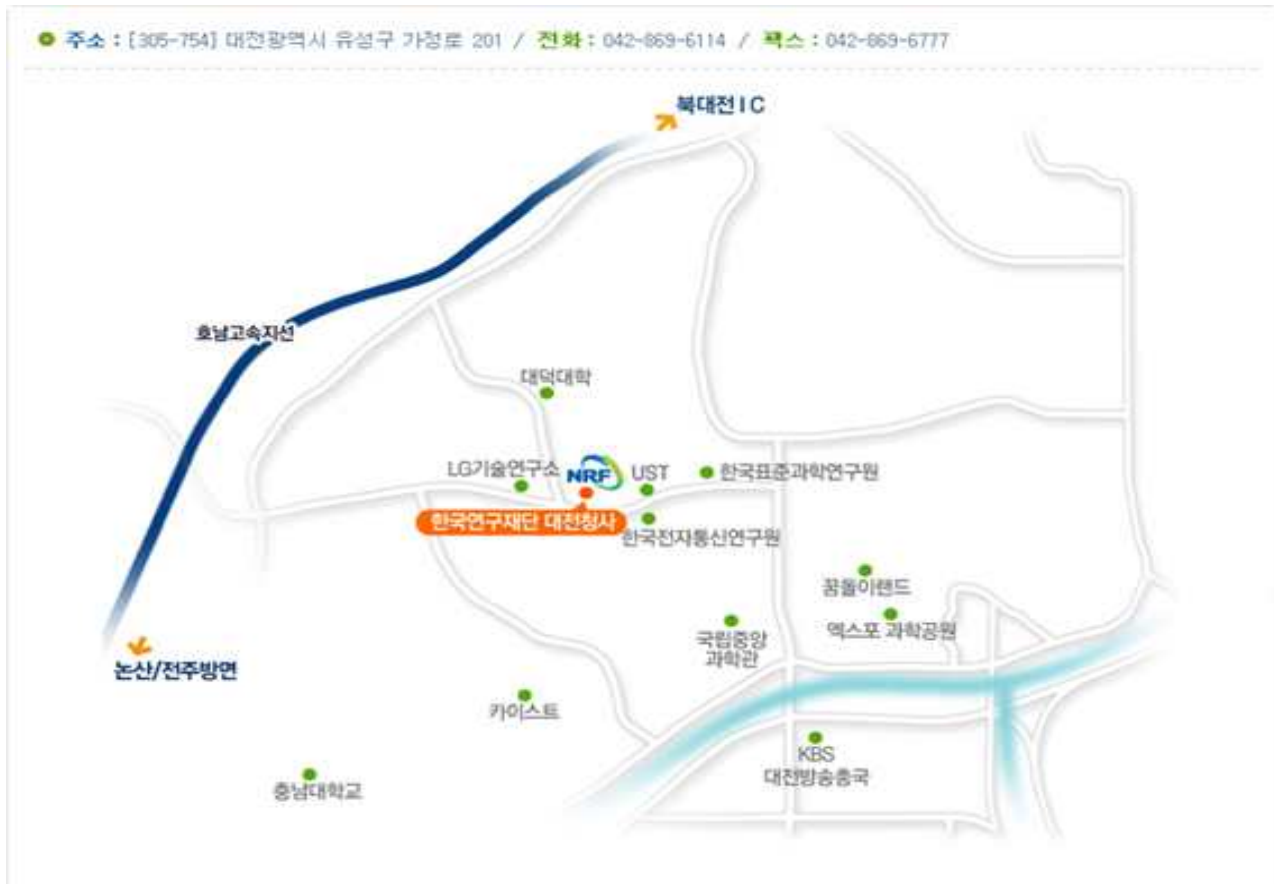 주소 : [305-754] 대전광역시 유성구 가정로 201 / 전화 : 042-869-6114 / 팩스 : 042-869-6777
북대전IC
호남고속지선
대덕대학
LG기술연구소
NRF
UST
한국표준과학연구원
한국연구재단 대전청사
한국전자통신연구원
꿈돌이랜드
엑스포 과학공원
국립중앙
과학관
논산/전주방면
카이스트
KBS
대전방송총국
충남대학교